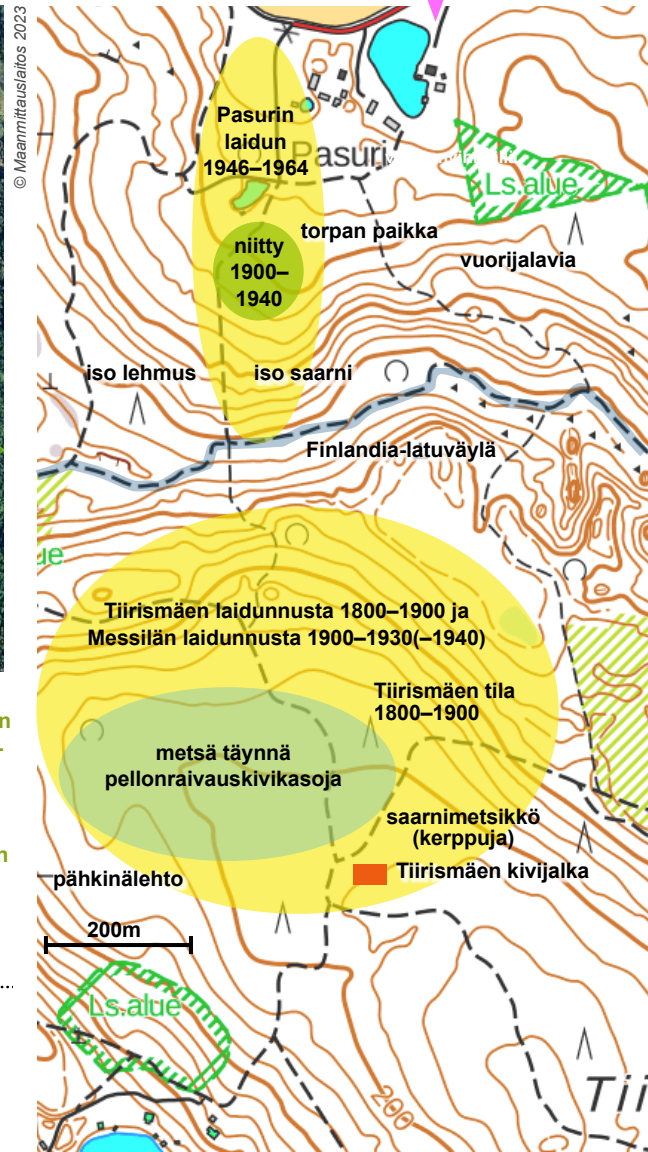 © Maanmittauslaitos 2023
Pasurin
laidun
1946–1964
Pasuri
Ls.alue
torpan paikka
niitty
1900–
1940
vuorijalavia
iso lehmus
iso saarni
Finlandia-latuväylä
ue
Tiirismäen laidunnusta 1800–1900 ja
Messilän laidunnusta 1900–1930(–1940)
Tiirismäen tila
1800–1900
n
-
metsä täynnä
pellonraivauskivikasoja
saarnimetsikkö
(kerppuja)
n
Tiirismäen kivijalka
pähkinälehto
200m
...
Ls.alue
Tii
200